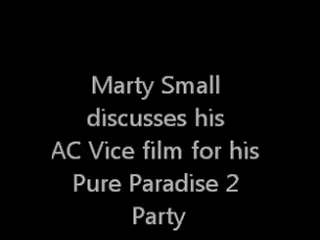 Marty Small
discusses his
AC Vice film for his
Pure Paradise 2
Party